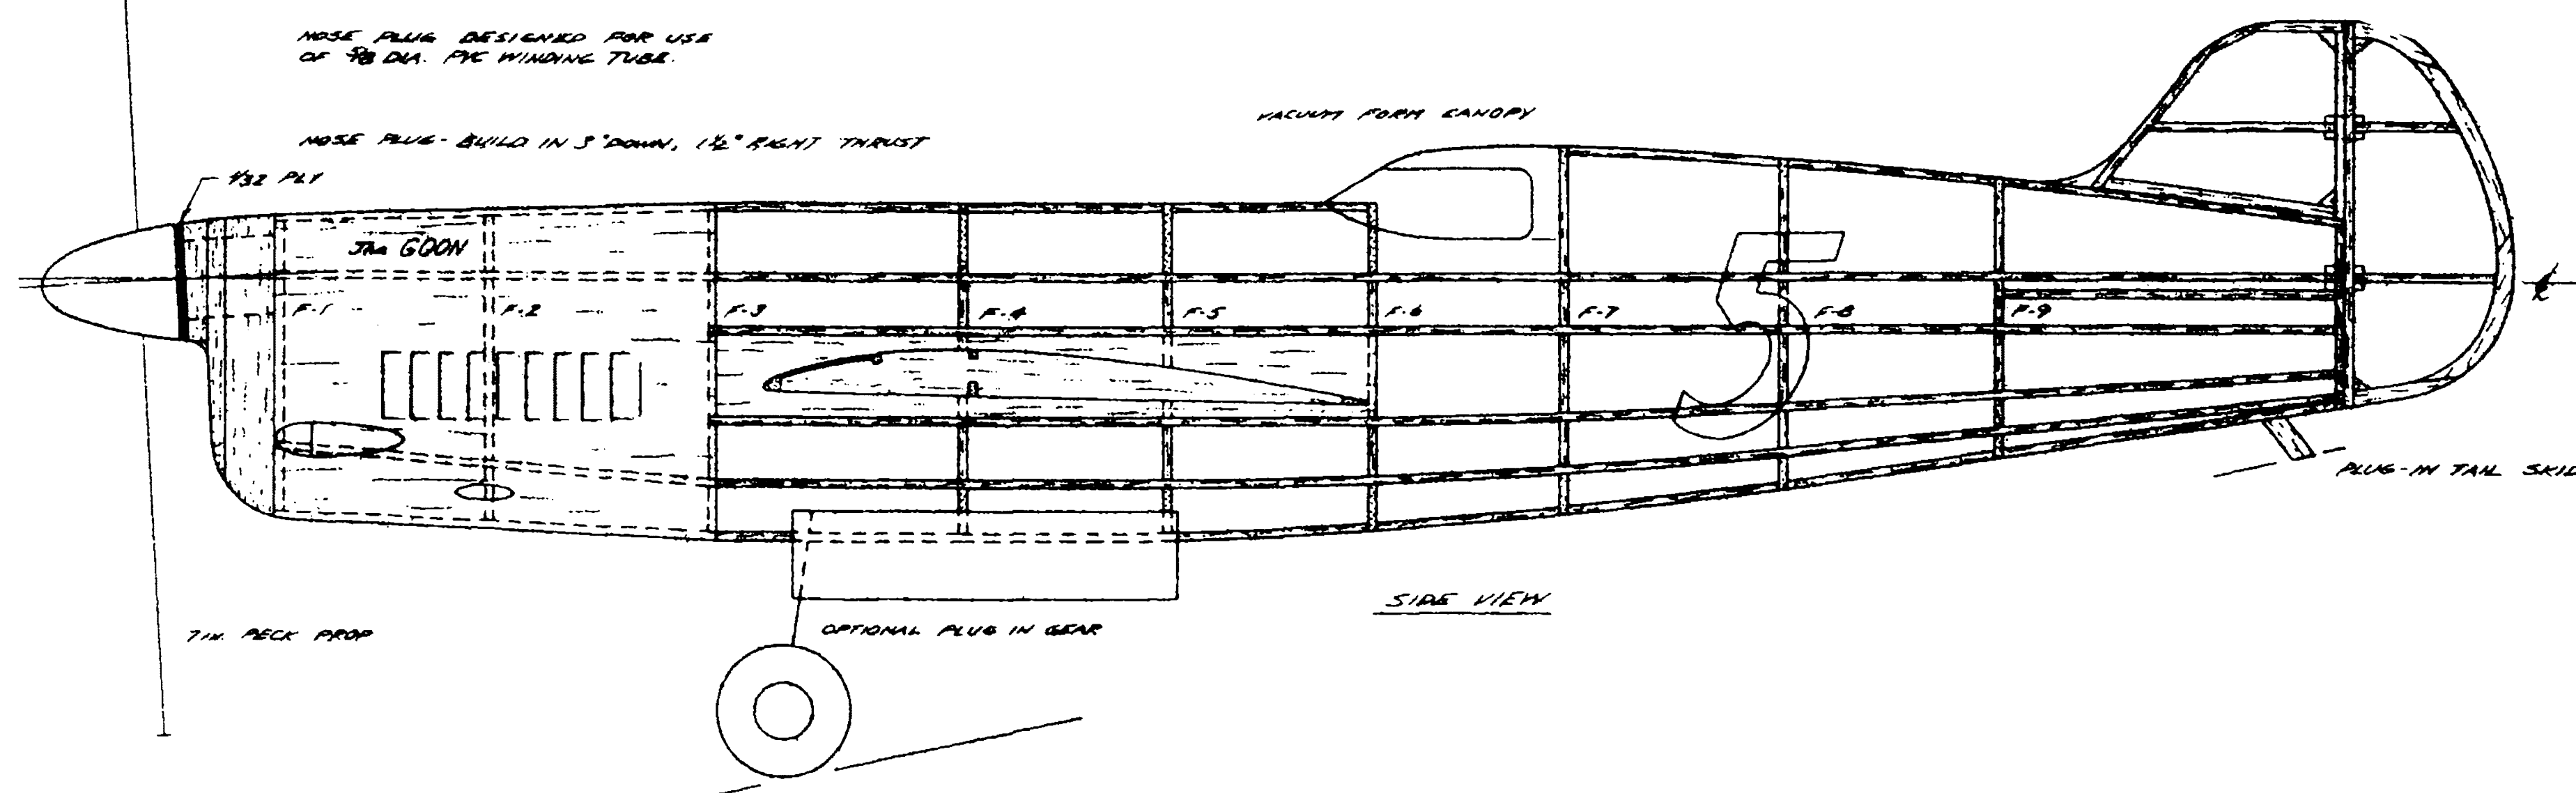 NOSE PLUG DESIGNED FOR USE
OF 5/8 DIA. PVC WINDING TUBE.
VACUUM FORM CANOPY
NOSE PLUG - BUILD IN 3° DOWN, 1½° RIGHT THRUST
1/32 PLY
The GOON
F-1
F-2
F-3
F-4
F-5
F-6
F-7
F-8
F-9
5
PLUG-IN TAIL SKID
SIDE VIEW
7 IN. PECK PROP
OPTIONAL PLUG IN GEAR